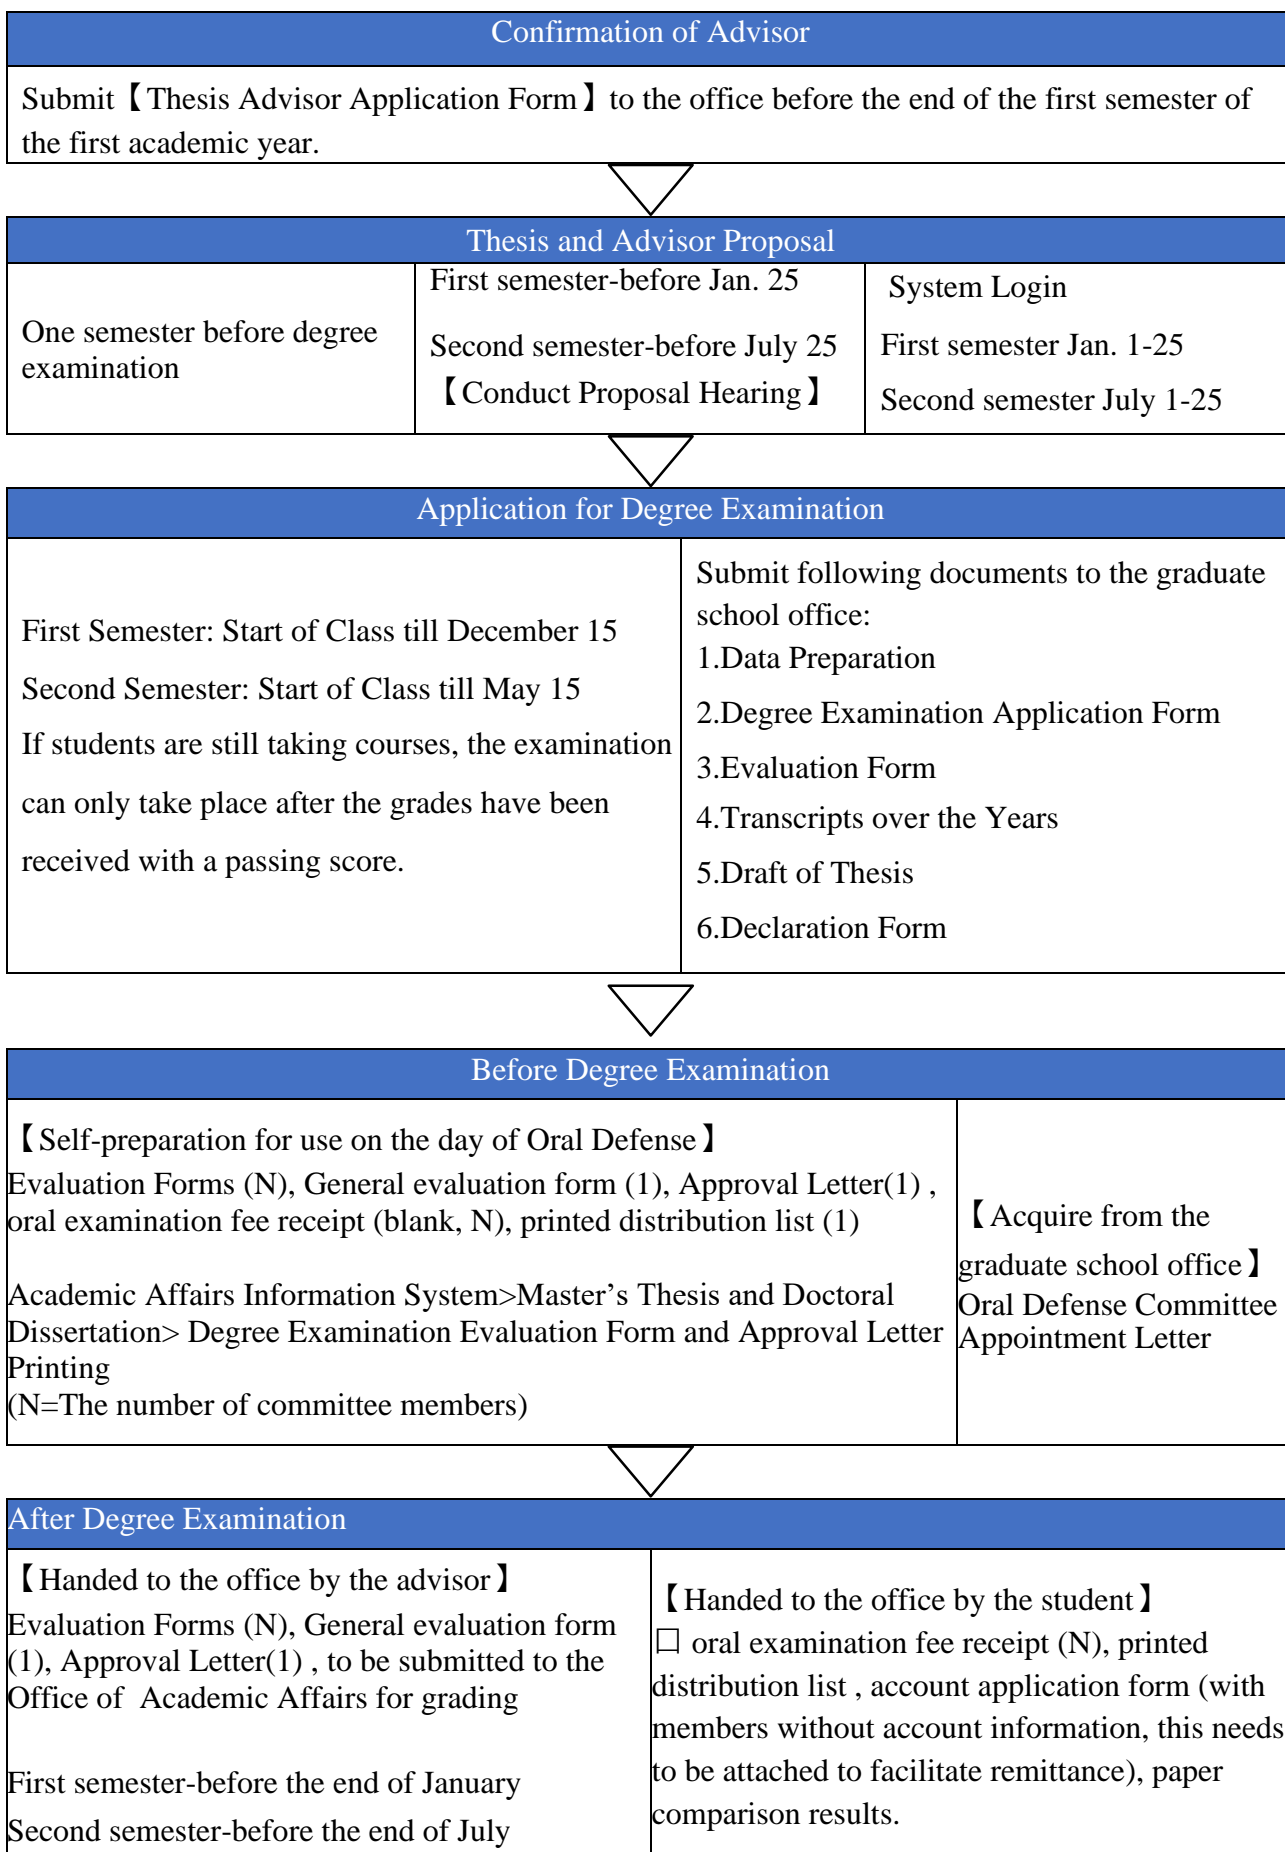 Confirmation of Advisor
Submit【Thesis Advisor Application Form】to the office before the end of the first semester of
the first academic year.
Thesis and Advisor Proposal
One semester before degree
examination
First semester-before Jan. 25
Second semester-before July 25
【Conduct Proposal Hearing】
System Login
First semester Jan. 1-25
Second semester July 1-25
Application for Degree Examination
First Semester: Start of Class till December 15
Second Semester: Start of Class till May 15
If students are still taking courses, the examination
can only take place after the grades have been
received with a passing score.
Submit following documents to the graduate
school office:
1.Data Preparation
2.Degree Examination Application Form
3.Evaluation Form
4.Transcripts over the Years
5.Draft of Thesis
6.Declaration Form
Before Degree Examination
【Self-preparation for use on the day of Oral Defense】
Evaluation Forms (N), General evaluation form (1), Approval Letter(1) ,
oral examination fee receipt (blank, N), printed distribution list (1)
Academic Affairs Information System>Master’s Thesis and Doctoral
Dissertation> Degree Examination Evaluation Form and Approval Letter
Printing
(N=The number of committee members)
【Acquire from the
graduate school office】
Oral Defense Committee
Appointment Letter
After Degree Examination
【Handed to the office by the advisor】
Evaluation Forms (N), General evaluation form
(1), Approval Letter(1) , to be submitted to the
Office of Academic Affairs for grading
First semester-before the end of January
Second semester-before the end of July
【Handed to the office by the student】
□ oral examination fee receipt (N), printed
distribution list , account application form (with
members without account information, this needs
to be attached to facilitate remittance), paper
comparison results.